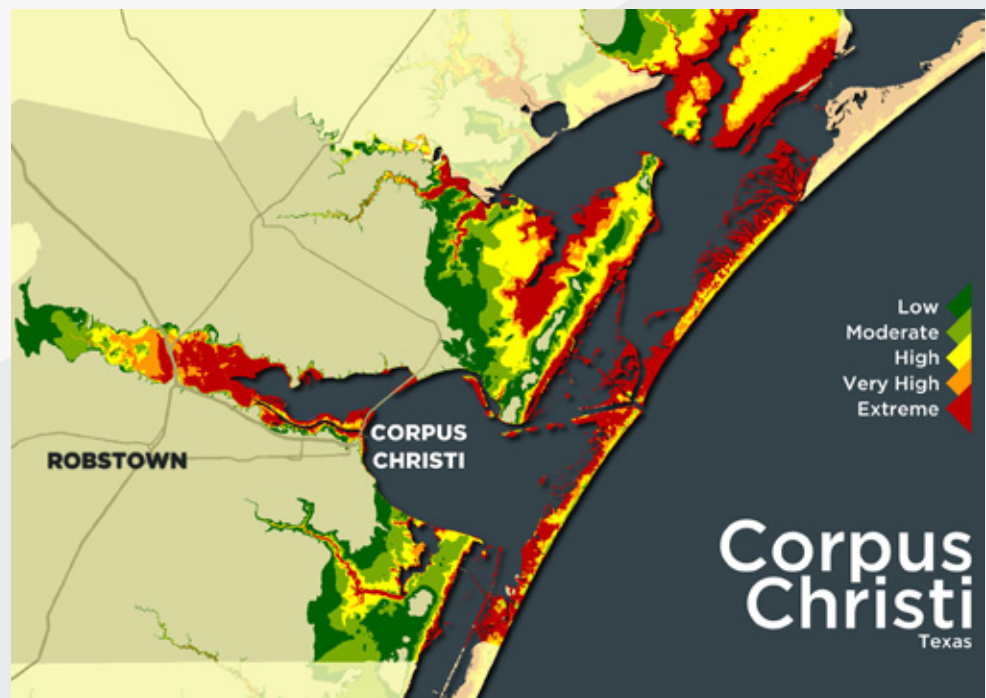 ROBSTOWN
CORPUS
CHRISTI
Low
Moderate
High
Very High
Extreme
Corpus
Christi
Texas